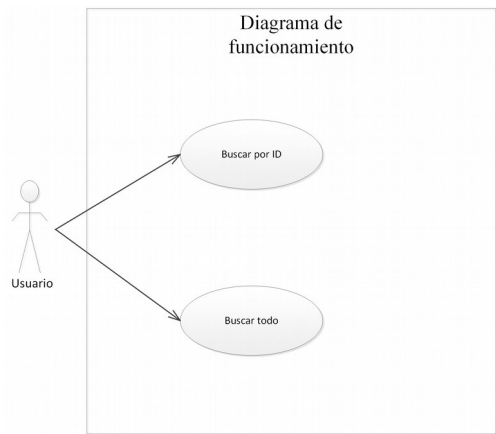 Diagrama de
funcionamiento
Buscar por ID
Usuario
Buscar todo